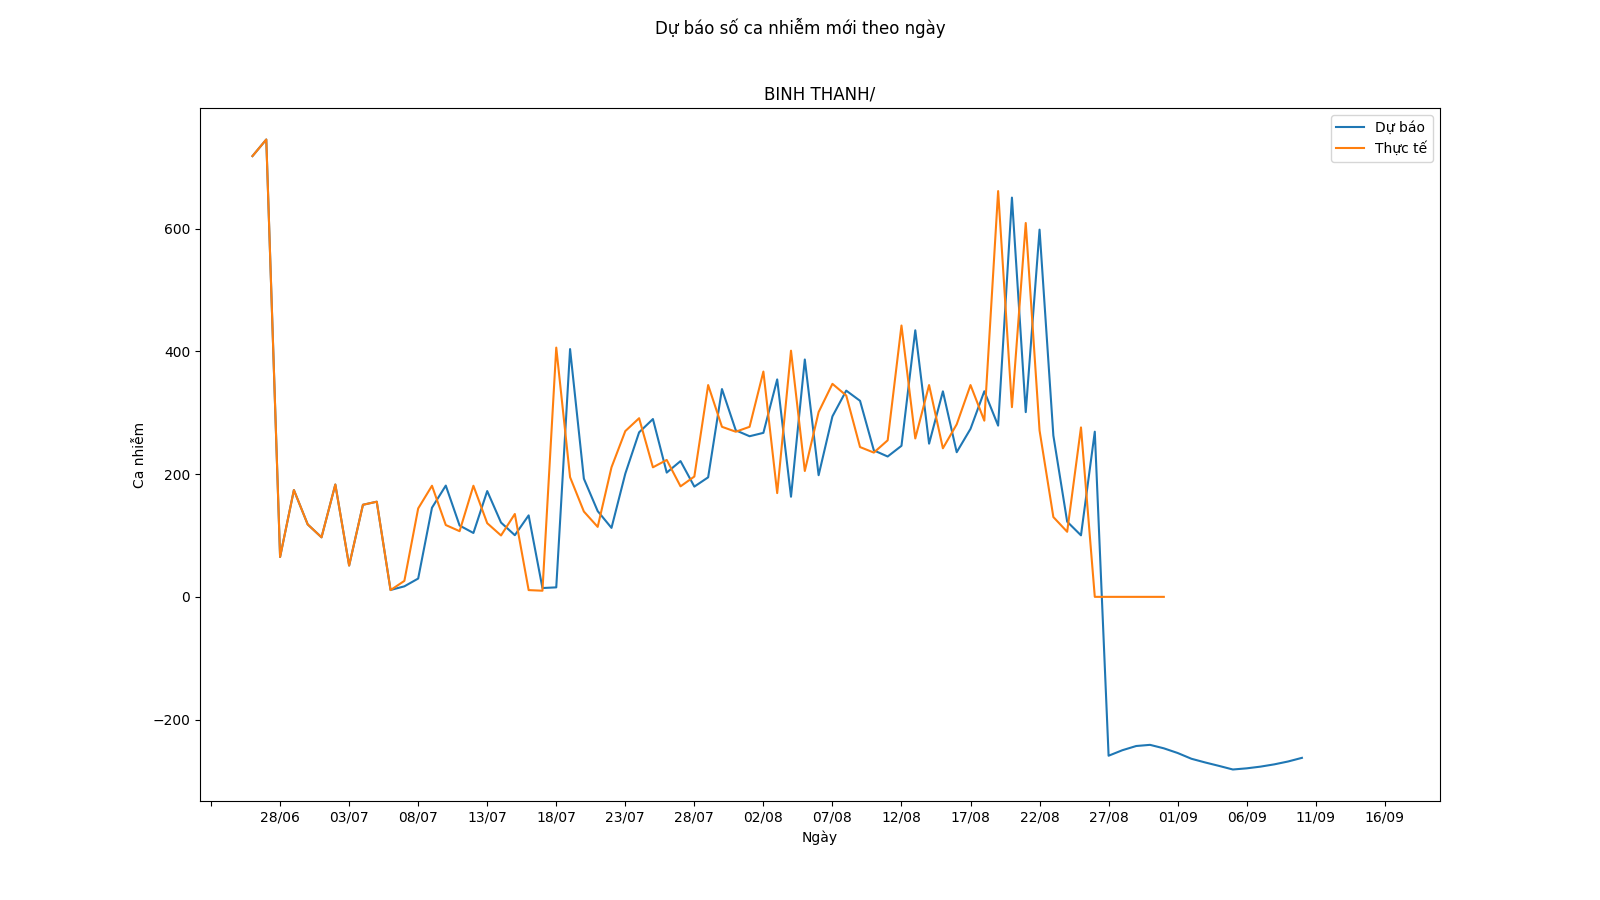 Dự báo số ca nhiễm mới theo ngày
BINH THANH/
Dự báo
Thực tế
600
400
200
0
−200
Ca nhiễm
28/06 03/07 08/07 13/07 18/07 23/07 28/07 02/08 07/08 12/08 17/08 22/08 27/08 01/09 06/09 11/09 16/09
Ngày